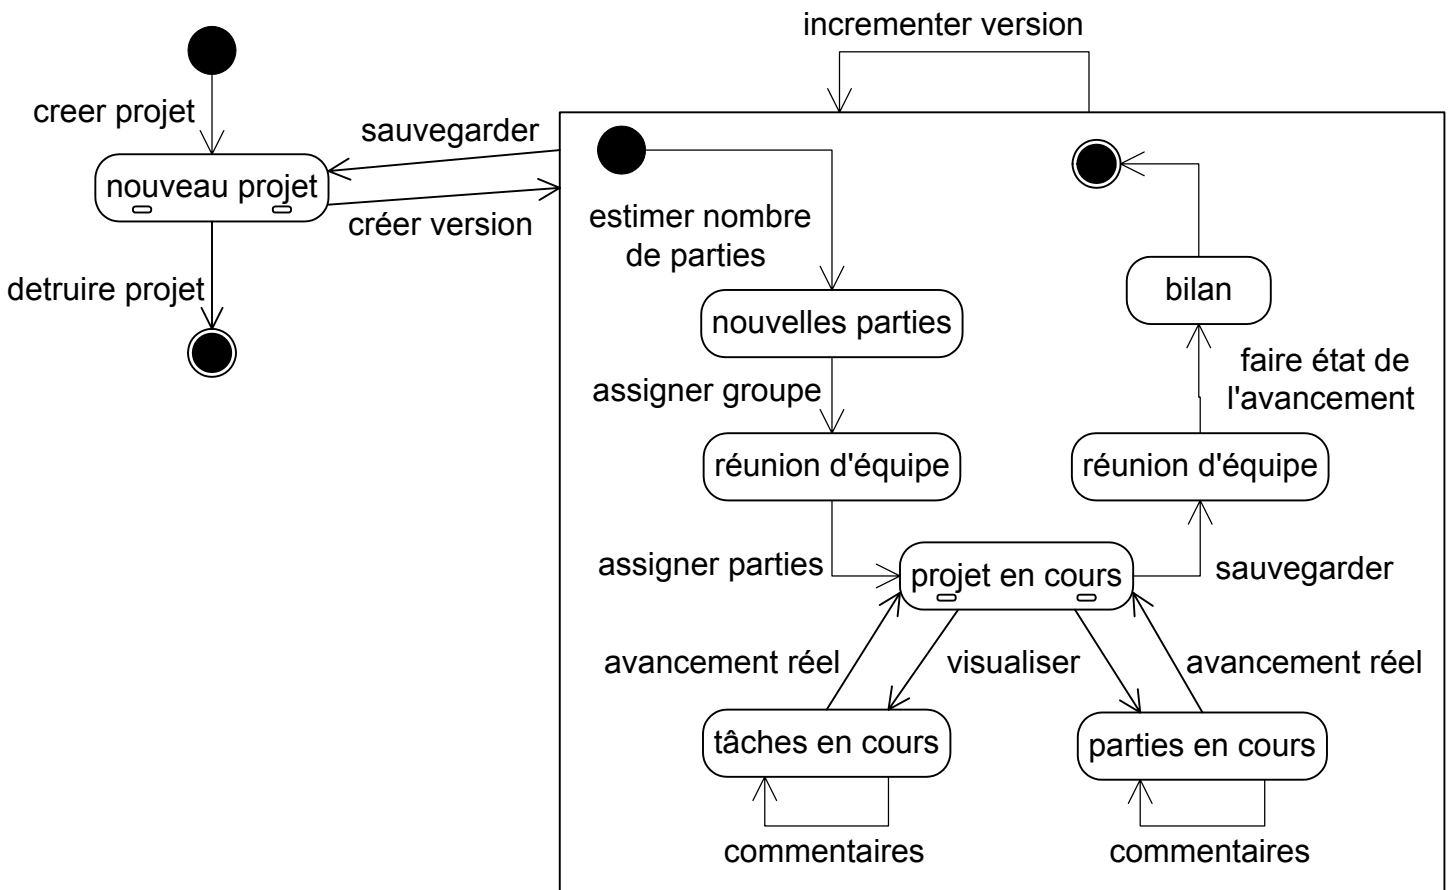 incrementer version
creer projet
sauvegarder
nouveau projet
créer version
estimer nombre
de parties
detruire projet
bilan
nouvelles parties
faire état de
l'avancement
assigner groupe
réunion d'équipe
réunion d'équipe
assigner parties
projet en cours
sauvegarder
avancement réel
visualiser
avancement réel
tâches en cours
parties en cours
commentaires
commentaires